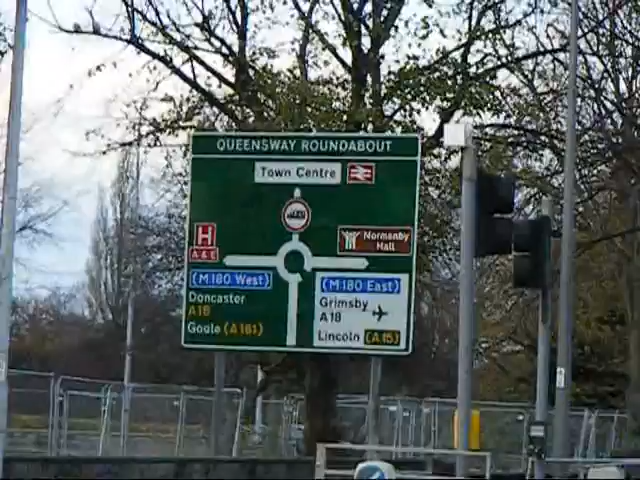 QUEENSWAY ROUNDABOUT
Town Centre
H
A & E
Normanby
Hall
(M180 West)
Doncaster
A18
Goole (A161)
(M180 East)
Grimsby
A18
Lincoln (A15)